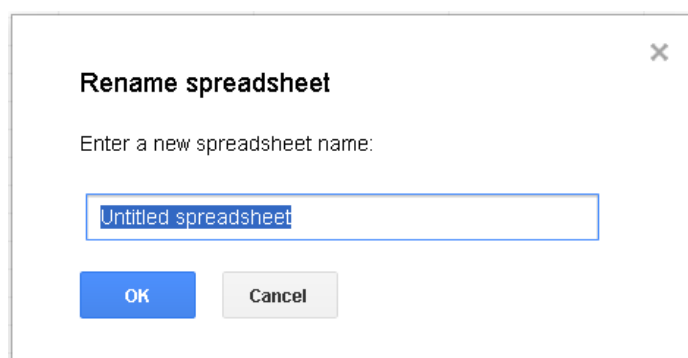 Rename spreadsheet
Enter a new spreadsheet name:
Untitled spreadsheet
OK Cancel